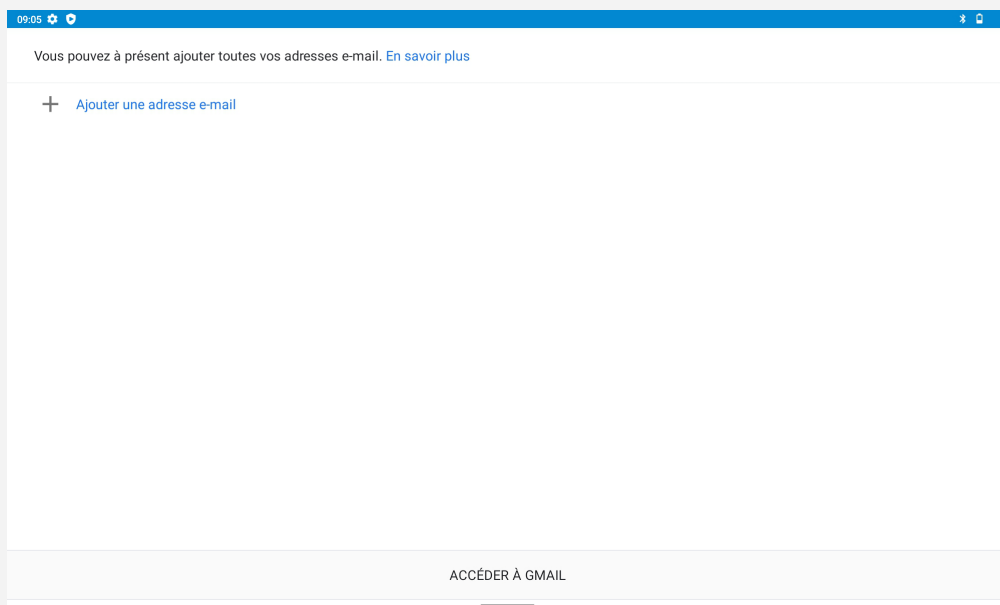 09:05
Vous pouvez à présent ajouter toutes vos adresses e-mail. En savoir plus
Ajouter une adresse e-mail
ACCÉDER À GMAIL